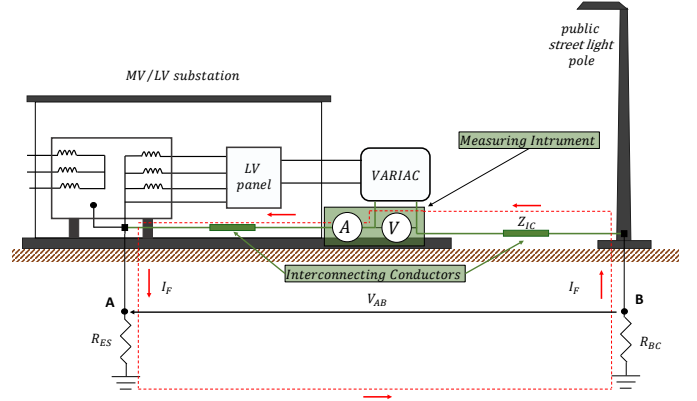 public
street light
pole
MV/LV substation
Measuring Intrument
LV
panel
VARIAC
A
V
Z_IC
Interconnecting Conductors
I_F
I_F
A
V_AB
B
R_ES
R_BC